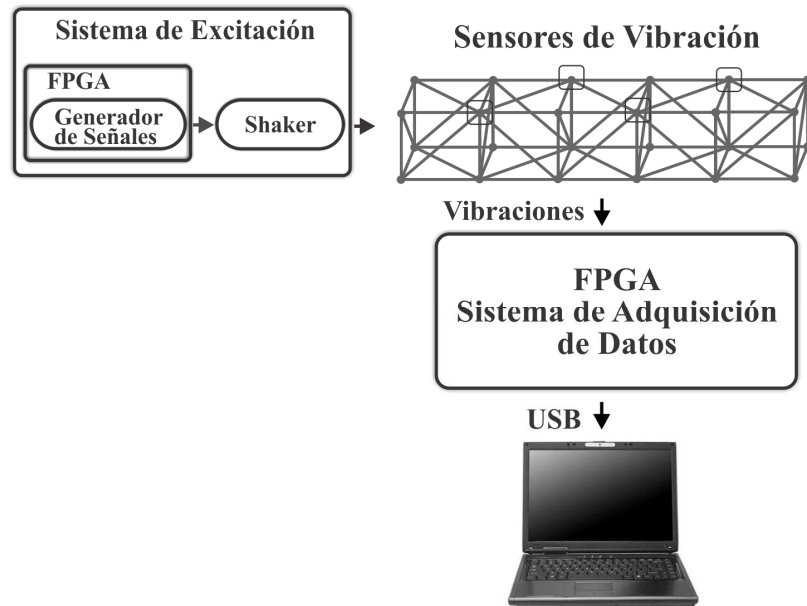 Sistema de Excitación
FPGA
Generador
de Señales
Shaker
Sensores de Vibración
Vibraciones
FPGA
Sistema de Adquisición
de Datos
USB